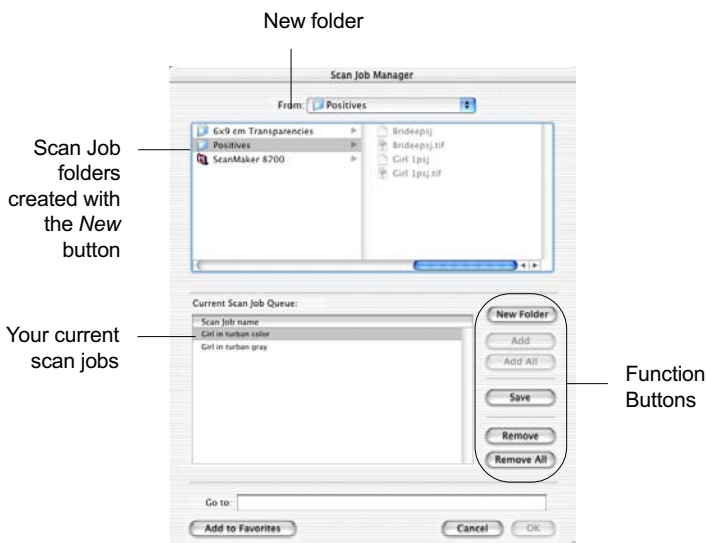 New folder
Scan Job Manager
From: Positives
6x9 cm Transparencies
Positives
ScanMaker 8700
Brideepsj
Brideepsj.tif
Girl 1psj
Girl 1psj.tif
Scan Job
folders
created with
the New
button
Current Scan Job Queue:
Scan Job name
Girl in turban color
Girl in turban gray
Your current
scan jobs
New Folder
Add
Add All
Save
Remove
Remove All
Function
Buttons
Go to:
Add to Favorites
Cancel
OK